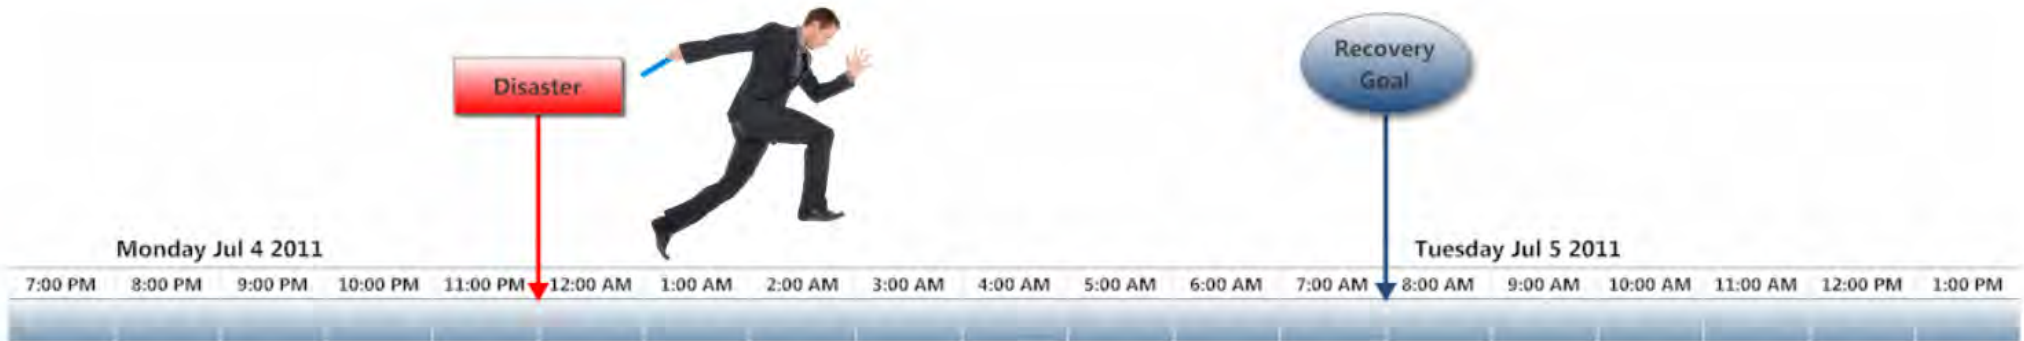 Disaster
Recovery
Goal
Monday Jul 4 2011
Tuesday Jul 5 2011
7:00 PM 8:00 PM 9:00 PM 10:00 PM 11:00 PM 12:00 AM 1:00 AM 2:00 AM 3:00 AM 4:00 AM 5:00 AM 6:00 AM 7:00 AM 8:00 AM 9:00 AM 10:00 AM 11:00 AM 12:00 PM 1:00 PM